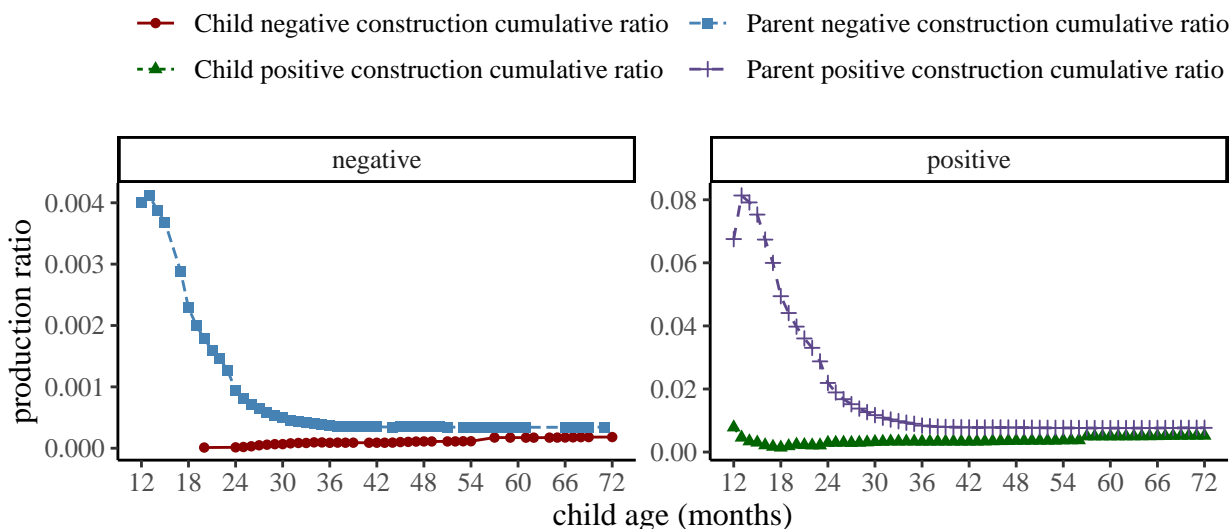 Child negative construction cumulative ratio
Parent negative construction cumulative ratio
Child positive construction cumulative ratio
Parent positive construction cumulative ratio
negative
positive
production ratio
0.004
0.003
0.002
0.001
0.000
0.08
0.06
0.04
0.02
0.00
12 18 24 30 36 42 48 54 60 66 72
12 18 24 30 36 42 48 54 60 66 72
child age (months)